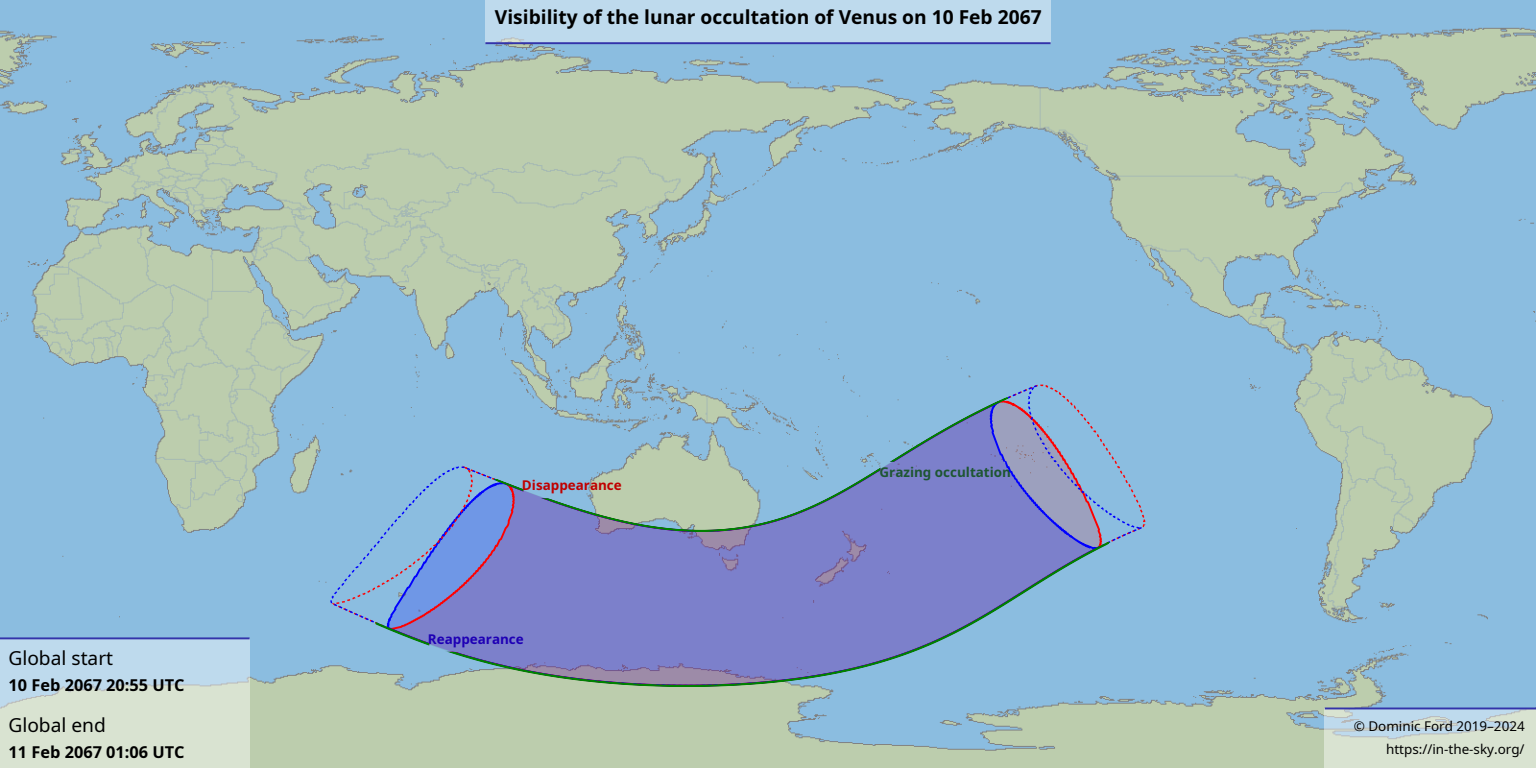 Visibility of the lunar occultation of Venus on 10 Feb 2067
Grazing occultation
Disappearance
Reappearance
Global start
10 Feb 2067 20:55 UTC
Global end
11 Feb 2067 01:06 UTC
© Dominic Ford 2019–2024
https://in-the-sky.org/